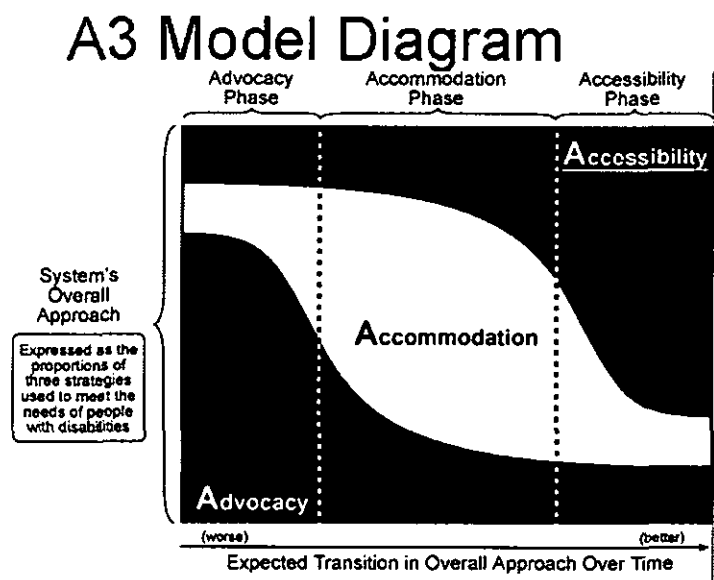 A3 Model Diagram
Advocacy
Phase
Accommodation
Phase
Accessibility
Phase
Accessibility
System's
Overall
Approach
Expressed as the
proportions of
three strategies
used to meet the
needs of people
with disabilities
Accommodation
Advocacy
(worse)
(better)
Expected Transition in Overall Approach Over Time